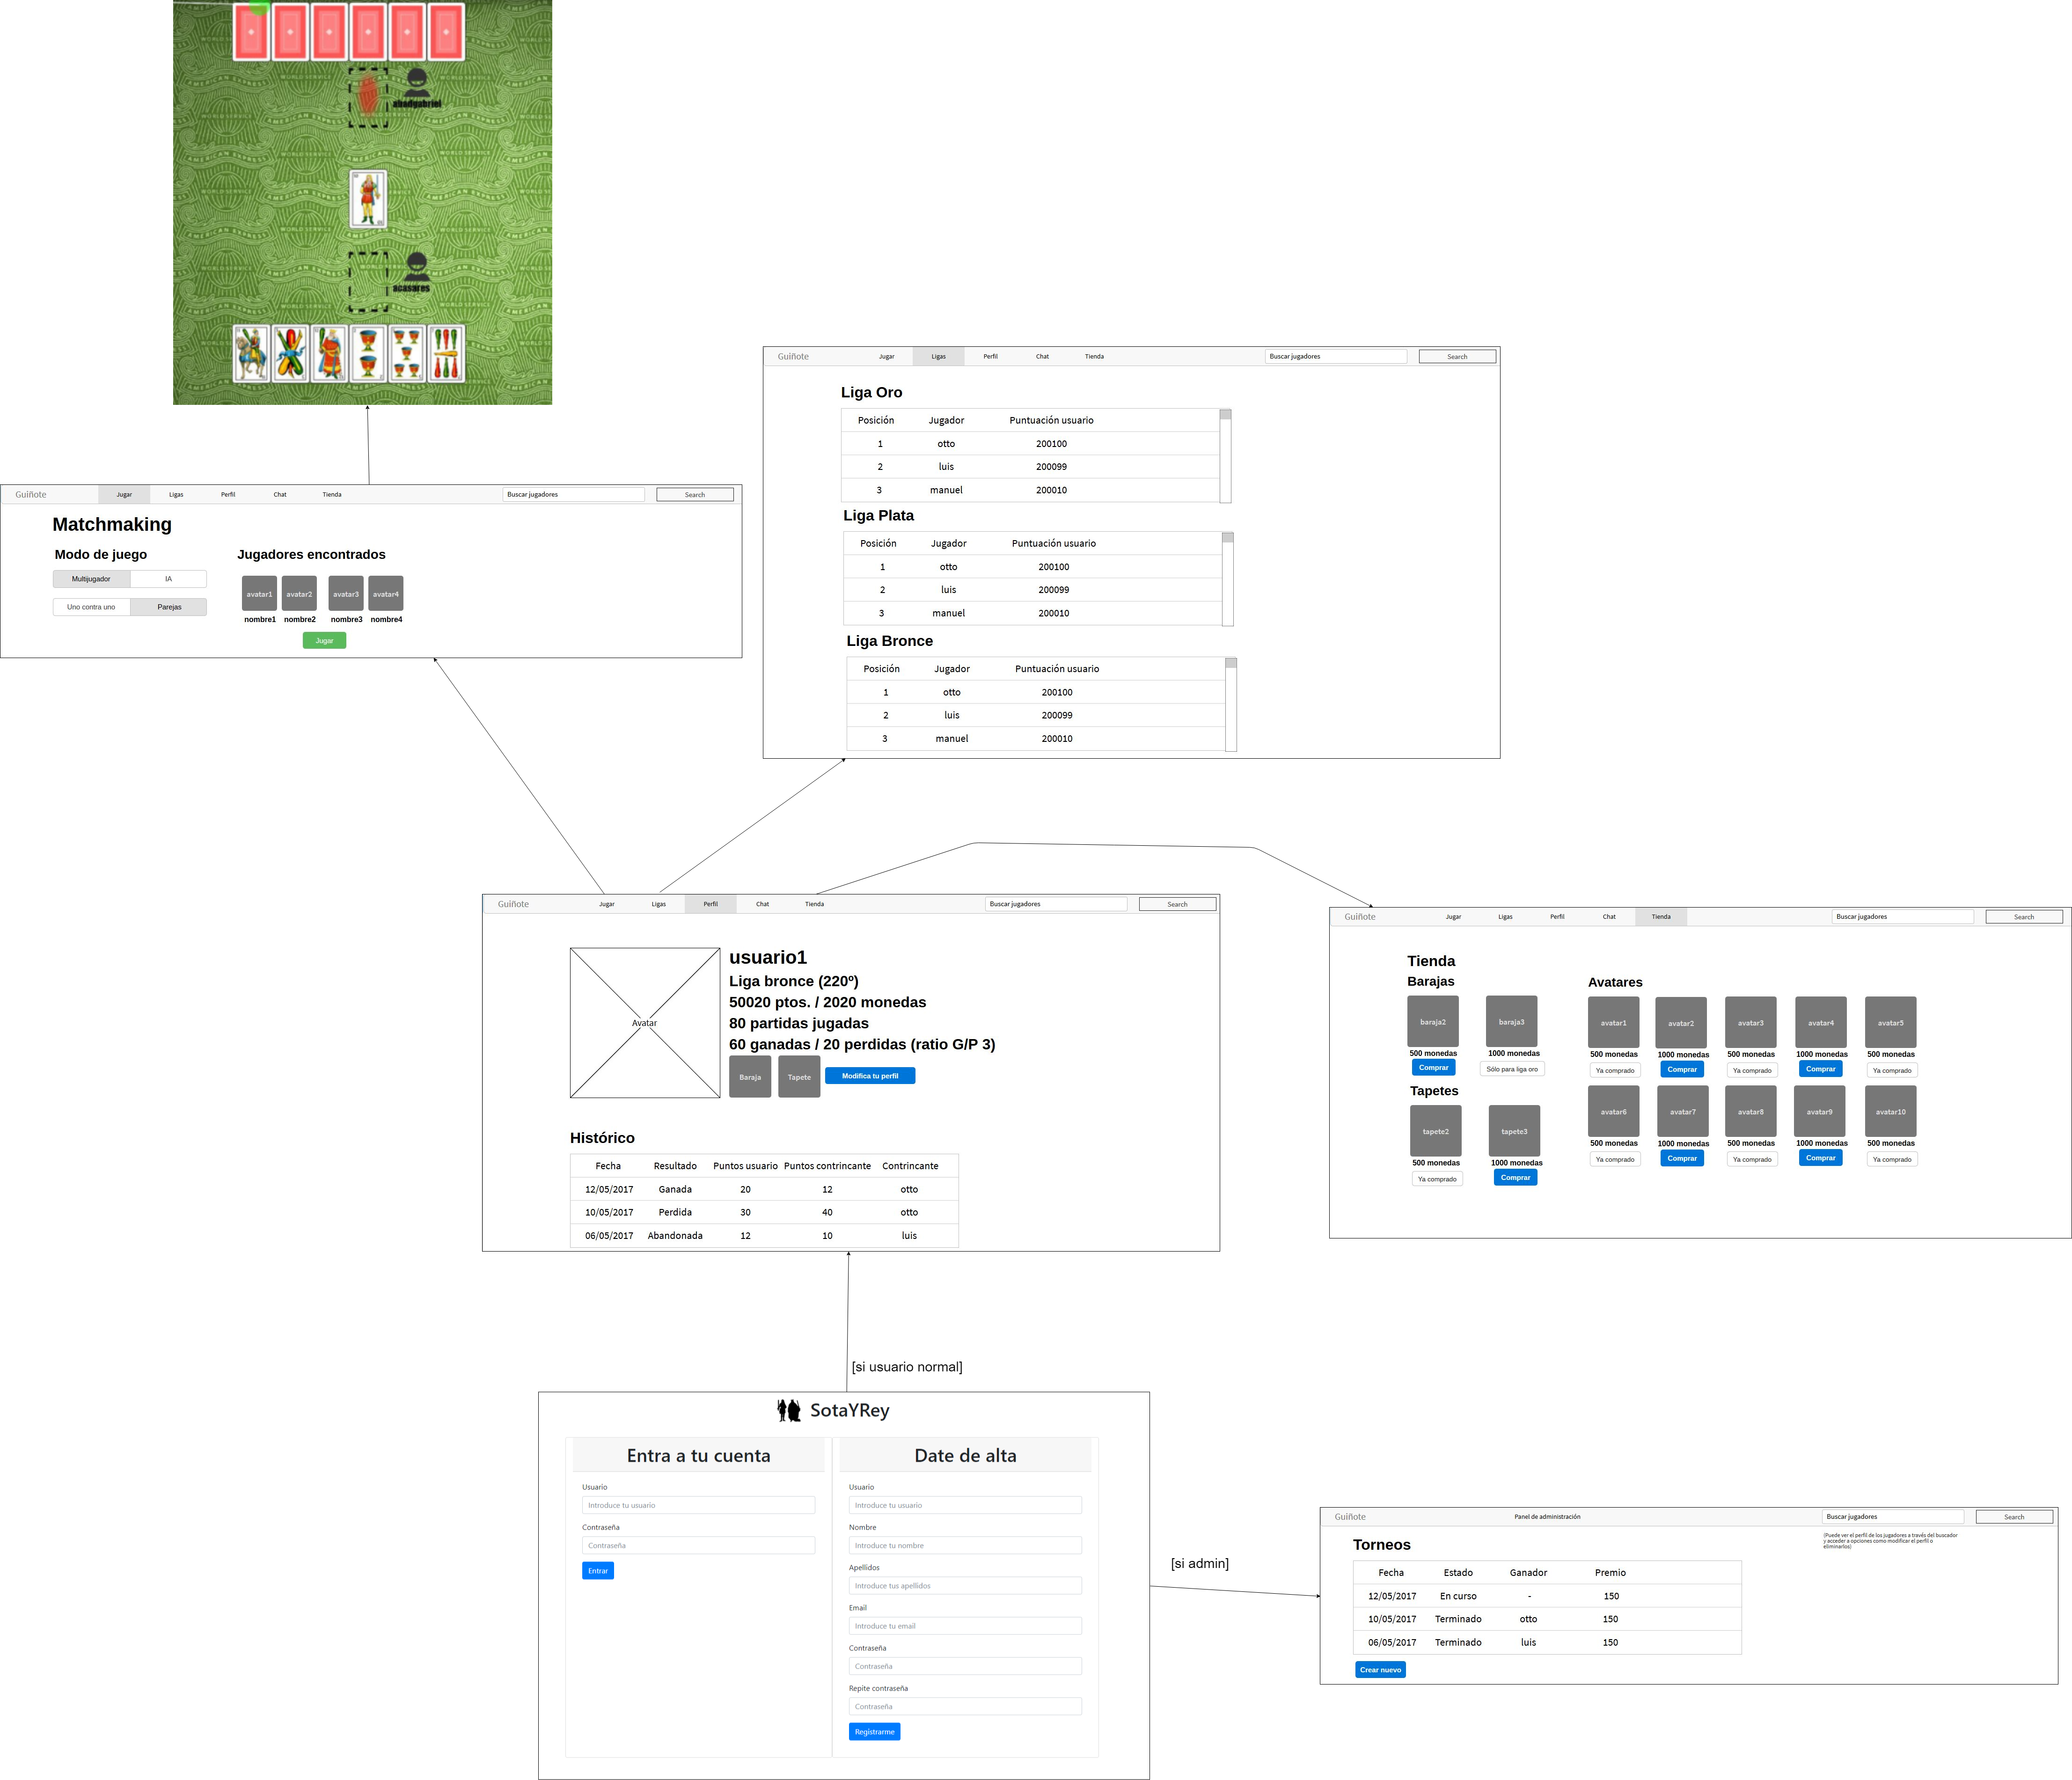 WORLD SERVICE
AMERICAN EXPRESS
abadgabriel
acasares
Guiñote Jugar Ligas Perfil Chat Tienda Buscar jugadores Search
Matchmaking
Modo de juego Jugadores encontrados
Multijugador IA
Uno contra uno Parejas
avatar1 avatar2 avatar3 avatar4
nombre1 nombre2 nombre3 nombre4
Jugar
Guiñote Jugar Ligas Perfil Chat Tienda Buscar jugadores Search
Liga Oro
Posición Jugador Puntuación usuario
1 otto 200100
2 luis 200099
3 manuel 200010
Liga Plata
Posición Jugador Puntuación usuario
1 otto 200100
2 luis 200099
3 manuel 200010
Liga Bronce
Posición Jugador Puntuación usuario
1 otto 200100
2 luis 200099
3 manuel 200010
Guiñote Jugar Ligas Perfil Chat Tienda Buscar jugadores Search
Avatar
usuario1
Liga bronce (220º)
50020 ptos. / 2020 monedas
80 partidas jugadas
60 ganadas / 20 perdidas (ratio G/P 3)
Baraja Tapete Modifica tu perfil
Histórico
Fecha Resultado Puntos usuario Puntos contrincante Contrincante
12/05/2017 Ganada 20 12 otto
10/05/2017 Perdida 30 40 otto
06/05/2017 Abandonada 12 10 luis
Guiñote Jugar Ligas Perfil Chat Tienda Buscar jugadores Search
Tienda
Barajas
baraja2 baraja3
500 monedas 1000 monedas
Comprar Sólo para liga oro
Tapetes
tapete2 tapete3
500 monedas 1000 monedas
Ya comprado Comprar
Avatares
avatar1 avatar2 avatar3 avatar4 avatar5
500 monedas 1000 monedas 500 monedas 1000 monedas 500 monedas
Ya comprado Comprar Ya comprado Comprar Ya comprado
avatar6 avatar7 avatar8 avatar9 avatar10
500 monedas 1000 monedas 500 monedas 1000 monedas 500 monedas
Ya comprado Comprar Ya comprado Comprar Ya comprado
[si usuario normal]
SotaYRey
Entra a tu cuenta
Usuario
Introduce tu usuario
Contraseña
Contraseña
Entrar
Date de alta
Usuario
Introduce tu usuario
Nombre
Introduce tu nombre
Apellidos
Introduce tus apellidos
Email
Introduce tu email
Contraseña
Contraseña
Repite contraseña
Contraseña
Regístrarme
[si admin]
Guiñote Panel de administración Buscar jugadores Search
(Puede ver el perfil de los jugadores a través del buscador
y acceder a opciones como modificar el perfil o
eliminarlos)
Torneos
Fecha Estado Ganador Premio
12/05/2017 En curso - 150
10/05/2017 Terminado otto 150
06/05/2017 Terminado luis 150
Crear nuevo